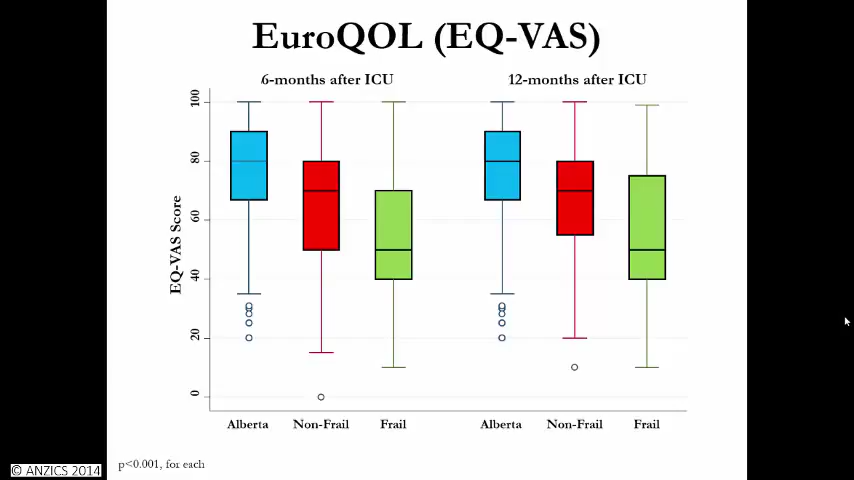 EuroQOL (EQ-VAS)
6-months after ICU
12-months after ICU
EQ-VAS Score
100
80
60
40
20
0
Alberta
Non-Frail
Frail
Alberta
Non-Frail
Frail
p<0.001, for each
© ANZICS 2014